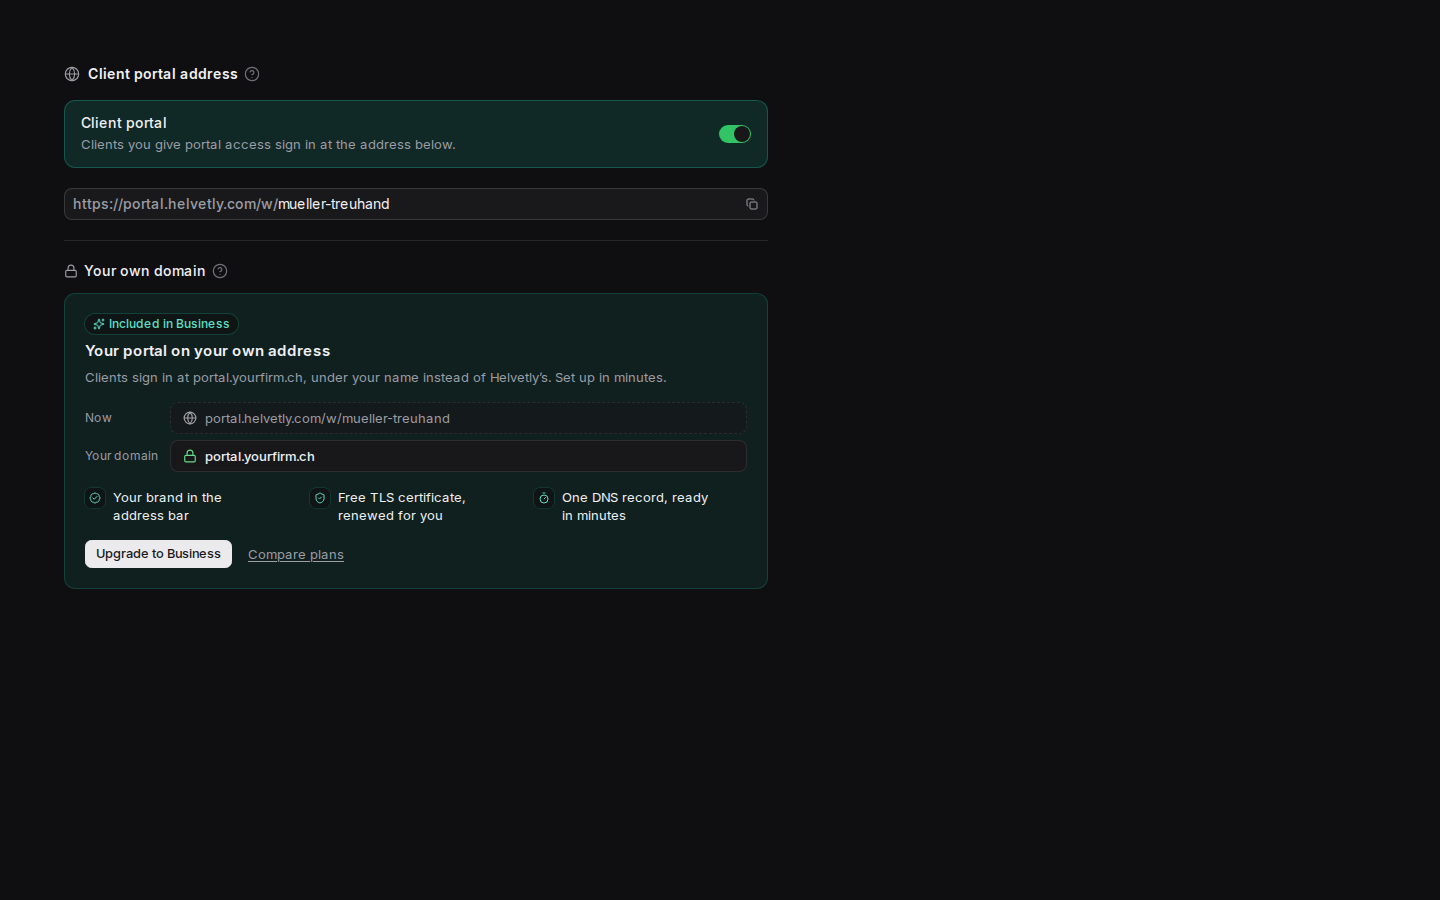 Client portal address
Client portal
Clients you give portal access sign in at the address below.
https://portal.helvetly.com/w/mueller-treuhand
Your own domain
Included in Business
Your portal on your own address
Clients sign in at portal.yourfirm.ch, under your name instead of Helvetly's. Set up in minutes.
Now
portal.helvetly.com/w/mueller-treuhand
Your domain
portal.yourfirm.ch
Your brand in the
address bar
Free TLS certificate,
renewed for you
One DNS record, ready
in minutes
Upgrade to Business
Compare plans